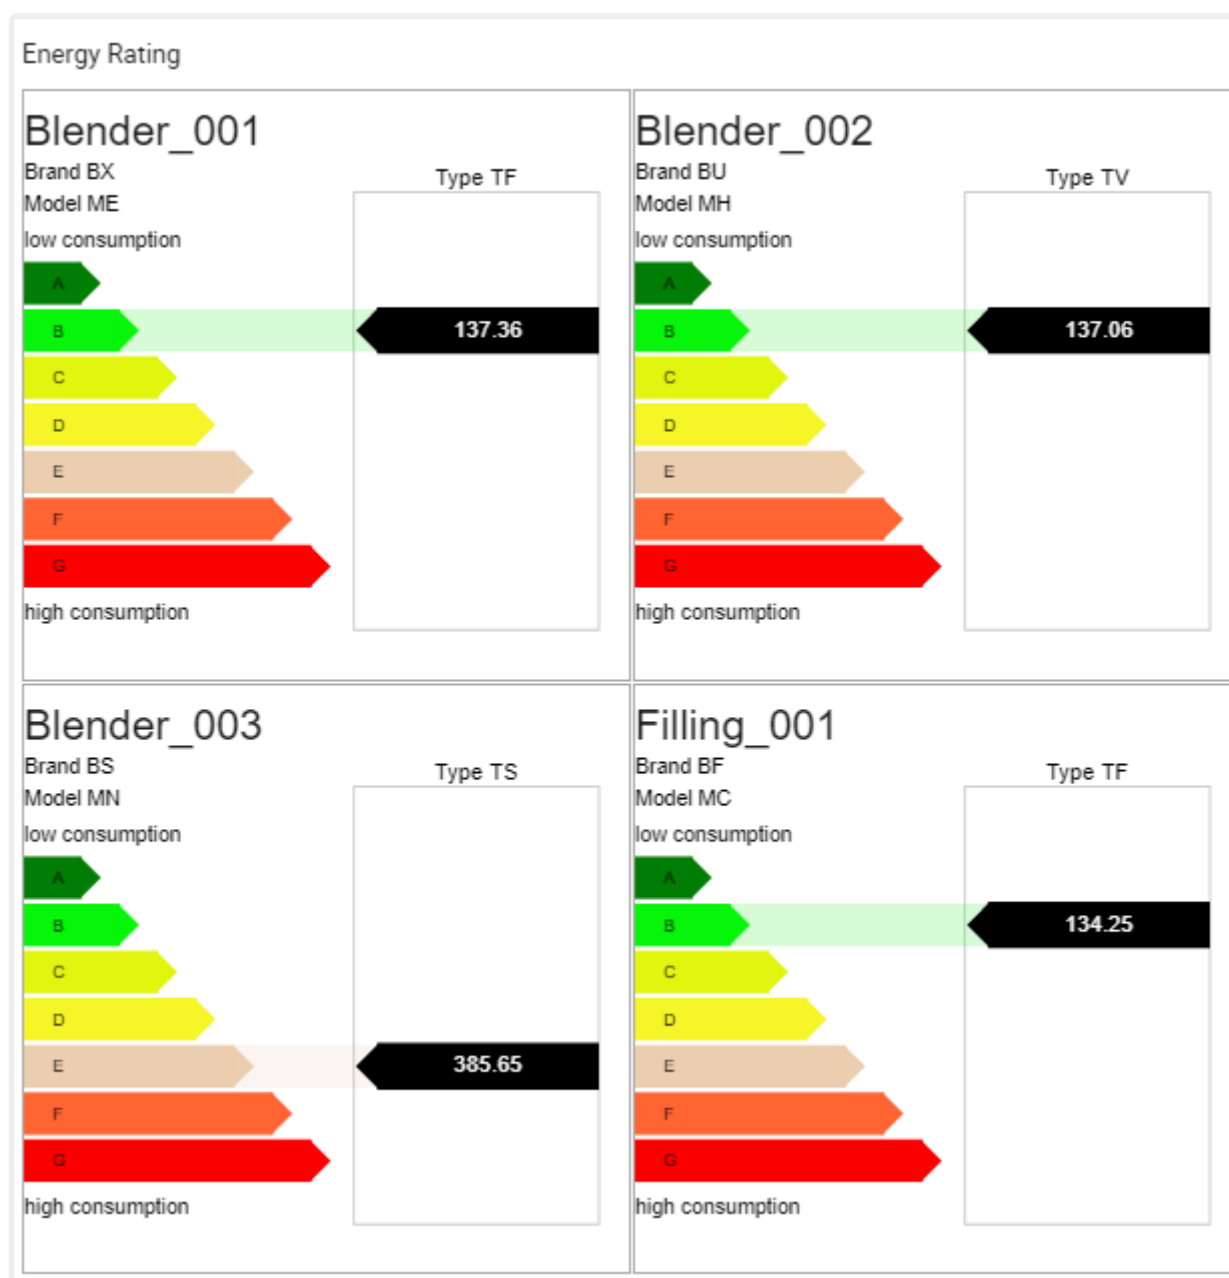 Energy Rating
Blender_001
Brand BX
Type TF
Model ME
low consumption
A
B
137.36
C
D
E
F
G
high consumption
Blender_002
Brand BU
Type TV
Model MH
low consumption
A
B
137.06
C
D
E
F
G
high consumption
Blender_003
Brand BS
Type TS
Model MN
low consumption
A
B
C
D
E
385.65
F
G
high consumption
Filling_001
Brand BF
Type TF
Model MC
low consumption
A
B
134.25
C
D
E
F
G
high consumption